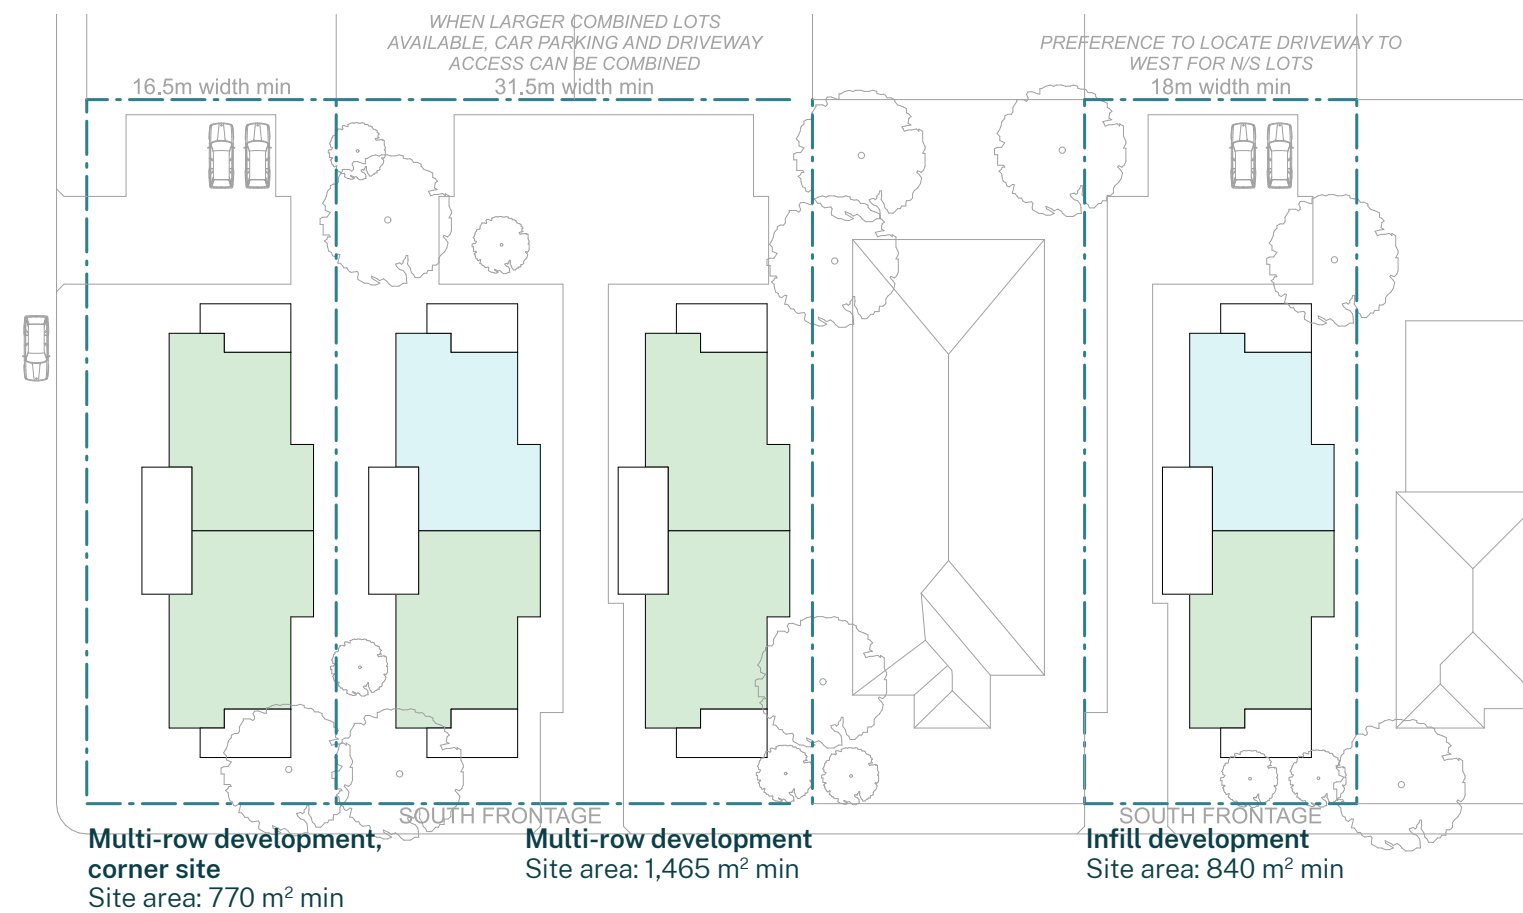 WHEN LARGER COMBINED LOTS
AVAILABLE, CAR PARKING AND DRIVEWAY
ACCESS CAN BE COMBINED
PREFERENCE TO LOCATE DRIVEWAY TO
WEST FOR N/S LOTS
16.5m width min
31.5m width min
18m width min
SOUTH FRONTAGE
SOUTH FRONTAGE
Multi-row development,
corner site
Site area: 770 m² min
Multi-row development
Site area: 1,465 m² min
Infill development
Site area: 840 m² min